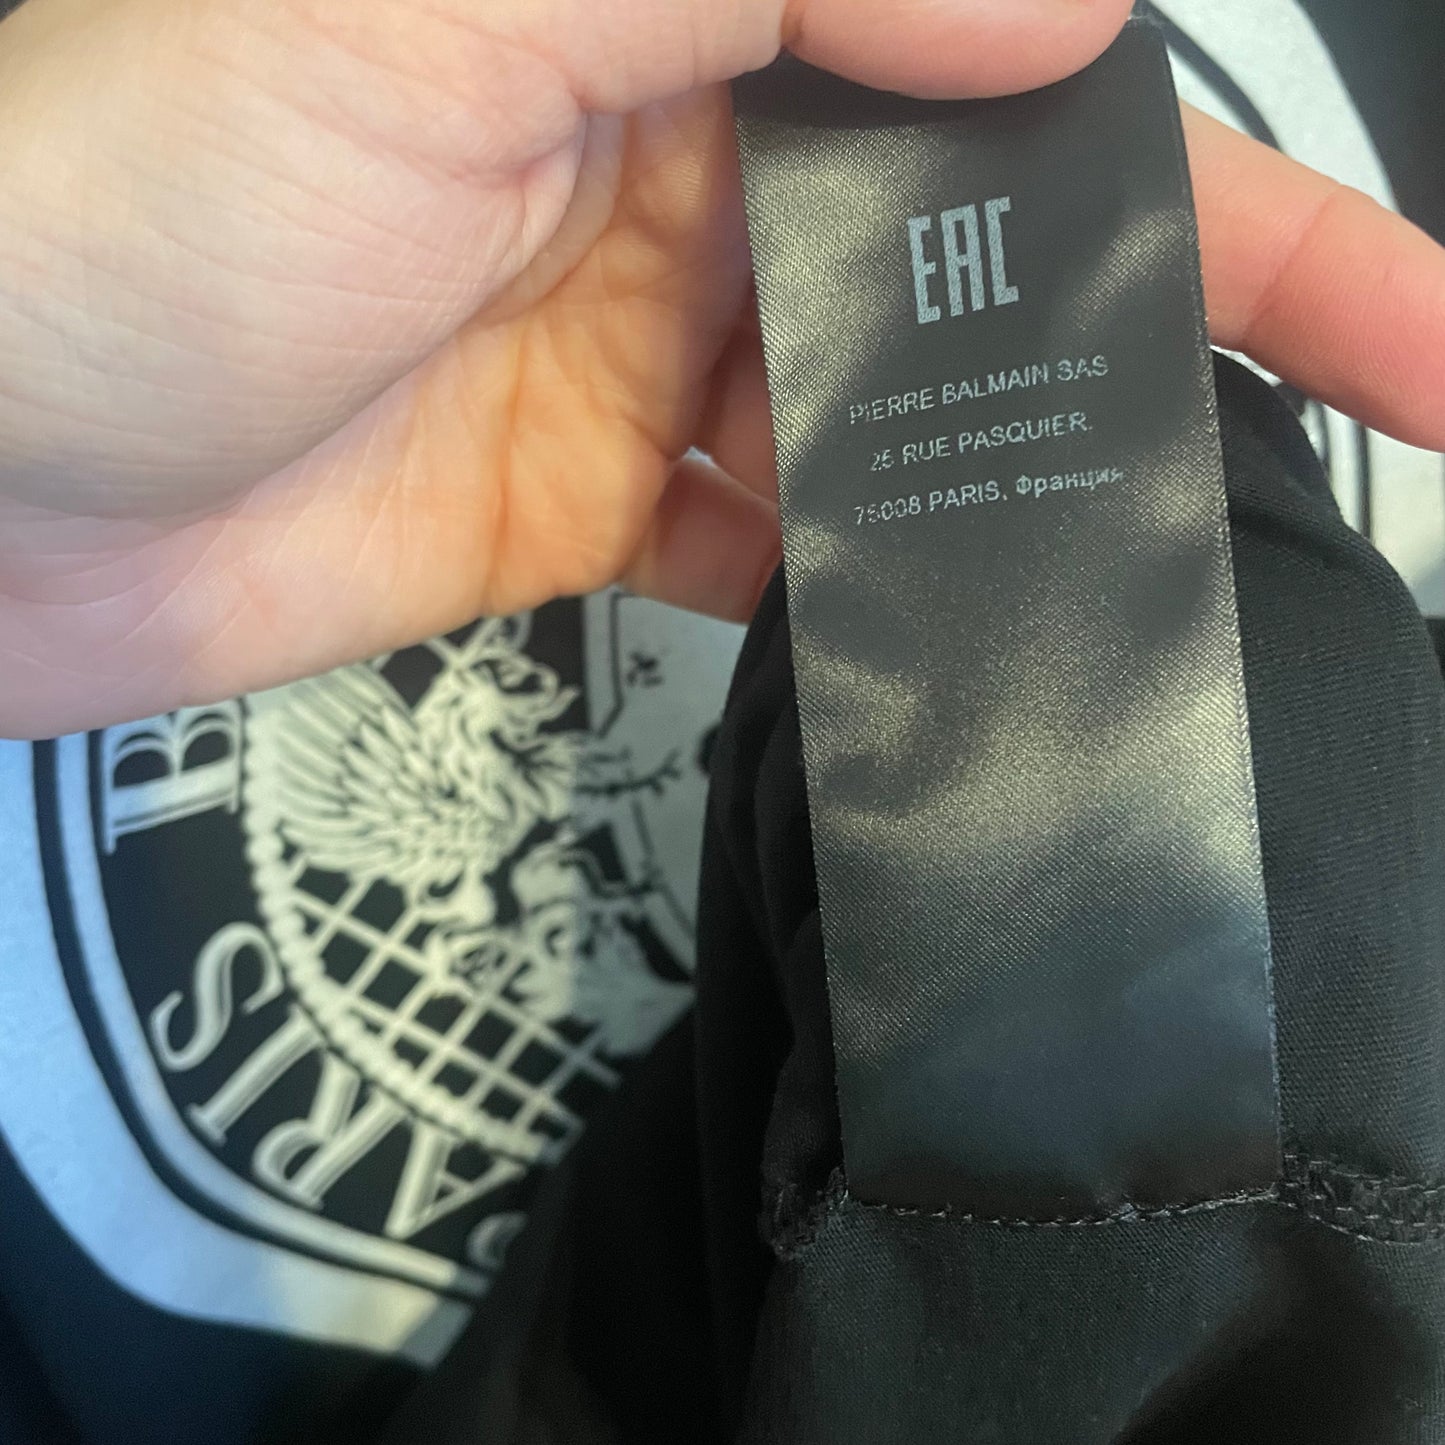 EAC
PIERRE BALMAIN SAS
25 RUE PASQUIER.
75008 PARIS. Франция
B
PARIS